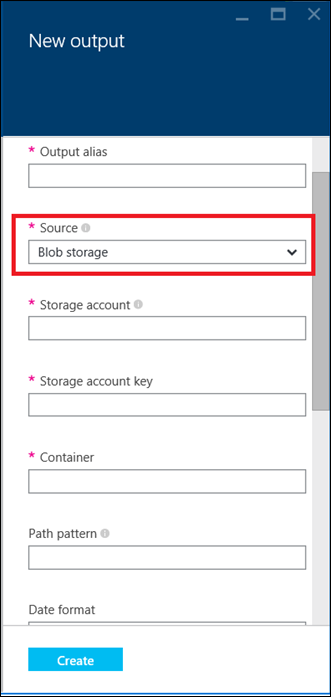 New output
* Output alias
* Source
Blob storage
* Storage account
* Storage account key
* Container
Path pattern
Date format
Create